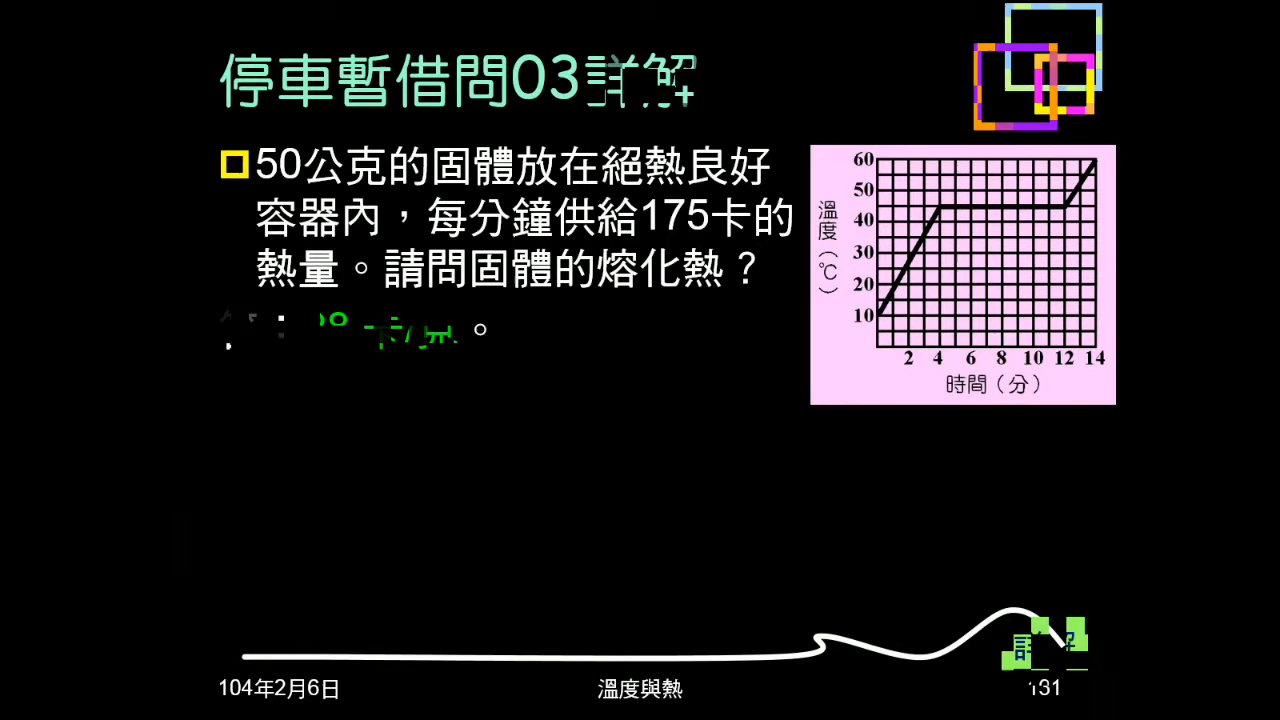 停車暫借問03詳解
50公克的固體放在絕熱良好
容器內，每分鐘供給175卡的
熱量。請問固體的熔化熱？
溫度（℃）
60
50
40
30
20
10
2 4 6 8 10 12 14
時間（分）
104年2月6日
溫度與熱
131